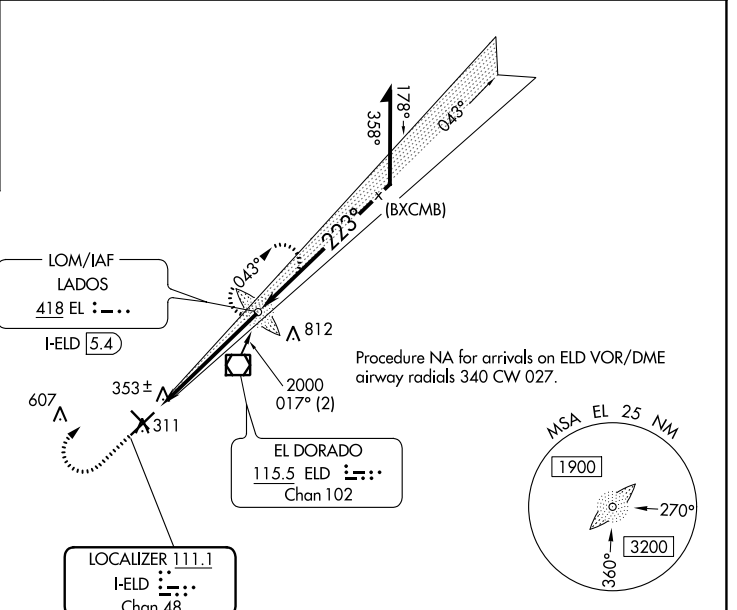 178°
358°
043°
(BXCMB)
223°
LOM/IAF
LADOS
418 EL
043°
I-ELD 5.4
812
Procedure NA for arrivals on ELD VOR/DME
airway radials 340 CW 027.
353±
2000
017° (2)
607
311
MSA EL 25 NM
1900
270°
3200
360°
EL DORADO
115.5 ELD
Chan 102
LOCALIZER 111.1
I-ELD
Chan 48